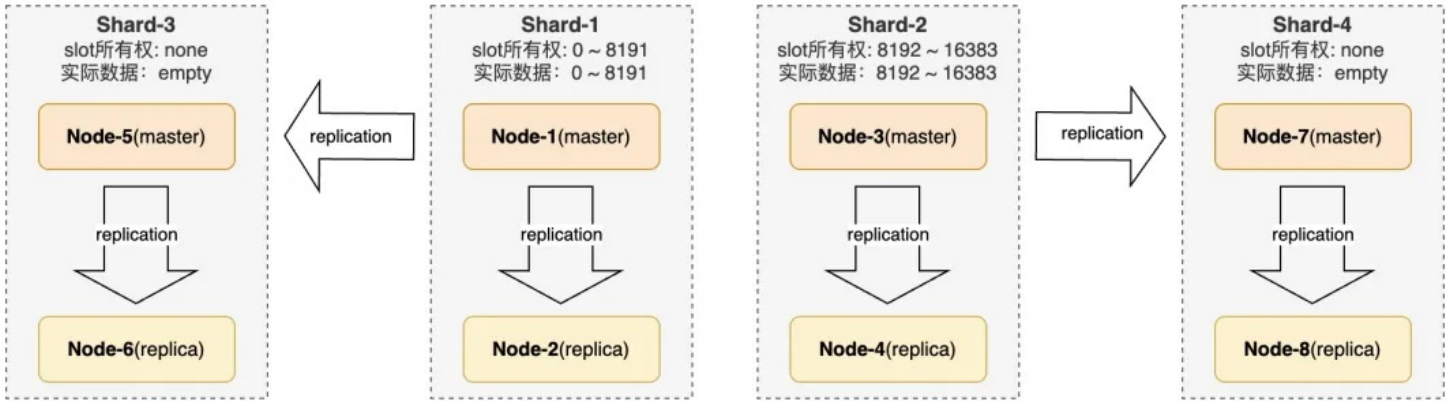 Shard-3
slot所有权: none
实际数据：empty
Node-5(master)
replication
Node-6(replica)
replication
Shard-1
slot所有权: 0 ~ 8191
实际数据：0 ~ 8191
Node-1(master)
replication
Node-2(replica)
Shard-2
slot所有权: 8192 ~ 16383
实际数据：8192 ~ 16383
Node-3(master)
replication
Node-4(replica)
replication
Shard-4
slot所有权: none
实际数据：empty
Node-7(master)
replication
Node-8(replica)